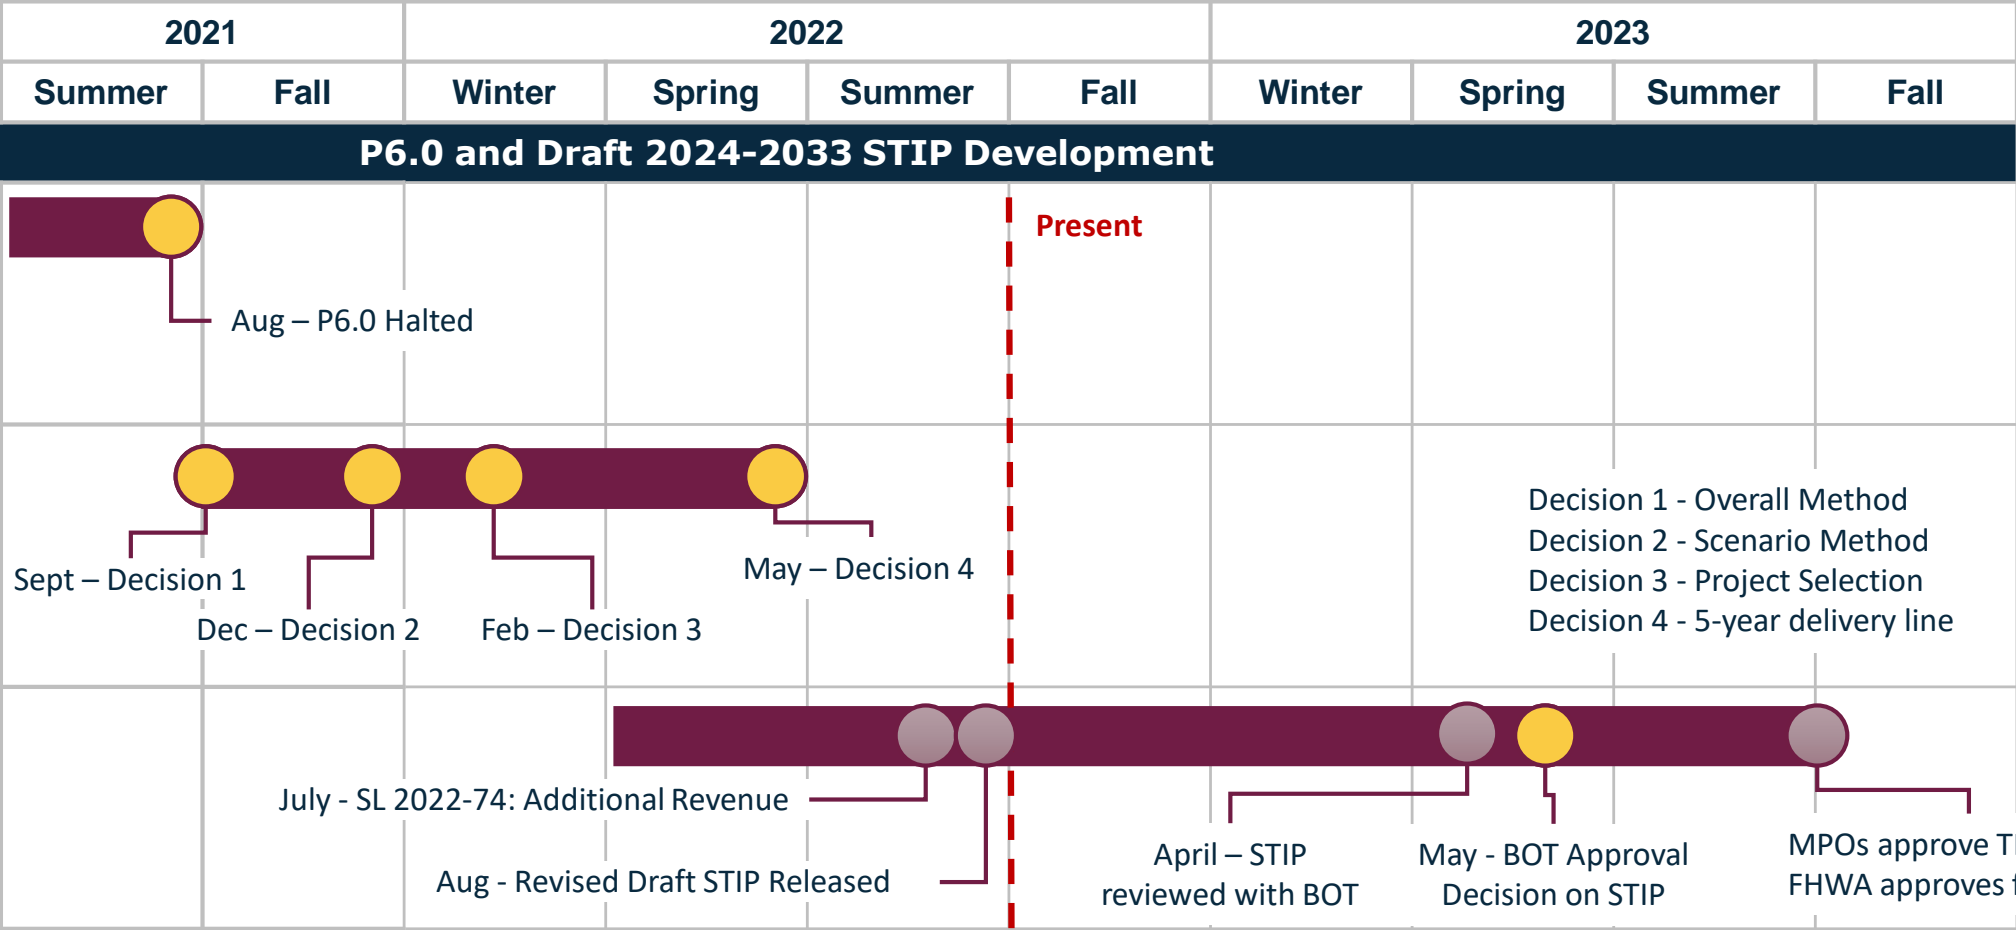 2021 2022 2023
Summer Fall Winter Spring Summer Fall Winter Spring Summer Fall
P6.0 and Draft 2024-2033 STIP Development
Present
Aug – P6.0 Halted
Sept – Decision 1
Dec – Decision 2
Feb – Decision 3
May – Decision 4
Decision 1 - Overall Method
Decision 2 - Scenario Method
Decision 3 - Project Selection
Decision 4 - 5-year delivery line
July - SL 2022-74: Additional Revenue
Aug - Revised Draft STIP Released
April – STIP
reviewed with BOT
May - BOT Approval
Decision on STIP
MPOs approve
FHWA approves